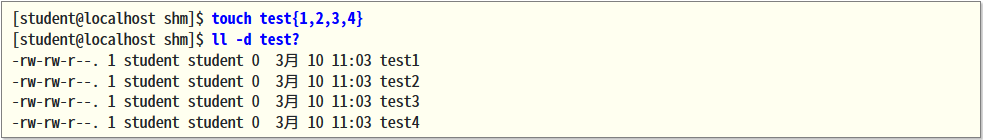 [student@localhost shm]$ touch test{1,2,3,4}
[student@localhost shm]$ ll -d test?
-rw-rw-r--. 1 student student 0  3月 10 11:03 test1
-rw-rw-r--. 1 student student 0  3月 10 11:03 test2
-rw-rw-r--. 1 student student 0  3月 10 11:03 test3
-rw-rw-r--. 1 student student 0  3月 10 11:03 test4